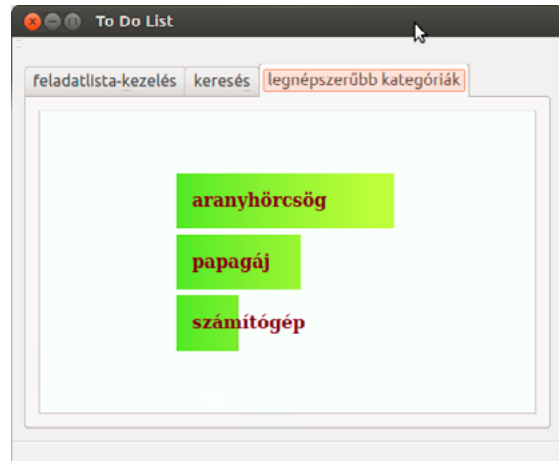 To Do List
feladatlista-kezelés keresés legnépszerűbb kategóriák
aranyhörcsög
papagáj
számítógép